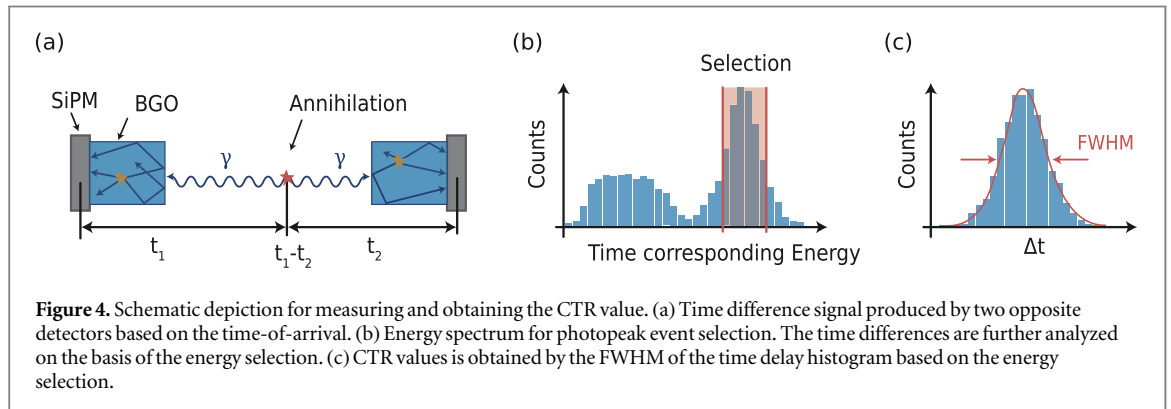 (a)
(b)
(c)
SiPM
BGO
Annihilation
γ
γ
t1
t1-t2
t2
Selection
Counts
Time corresponding Energy
Counts
FWHM
Δt
Figure 4. Schematic depiction for measuring and obtaining the CTR value. (a) Time difference signal produced by two opposite
detectors based on the time-of-arrival. (b) Energy spectrum for photopeak event selection. The time differences are further analyzed
on the basis of the energy selection. (c) CTR values is obtained by the FWHM of the time delay histogram based on the energy
selection.